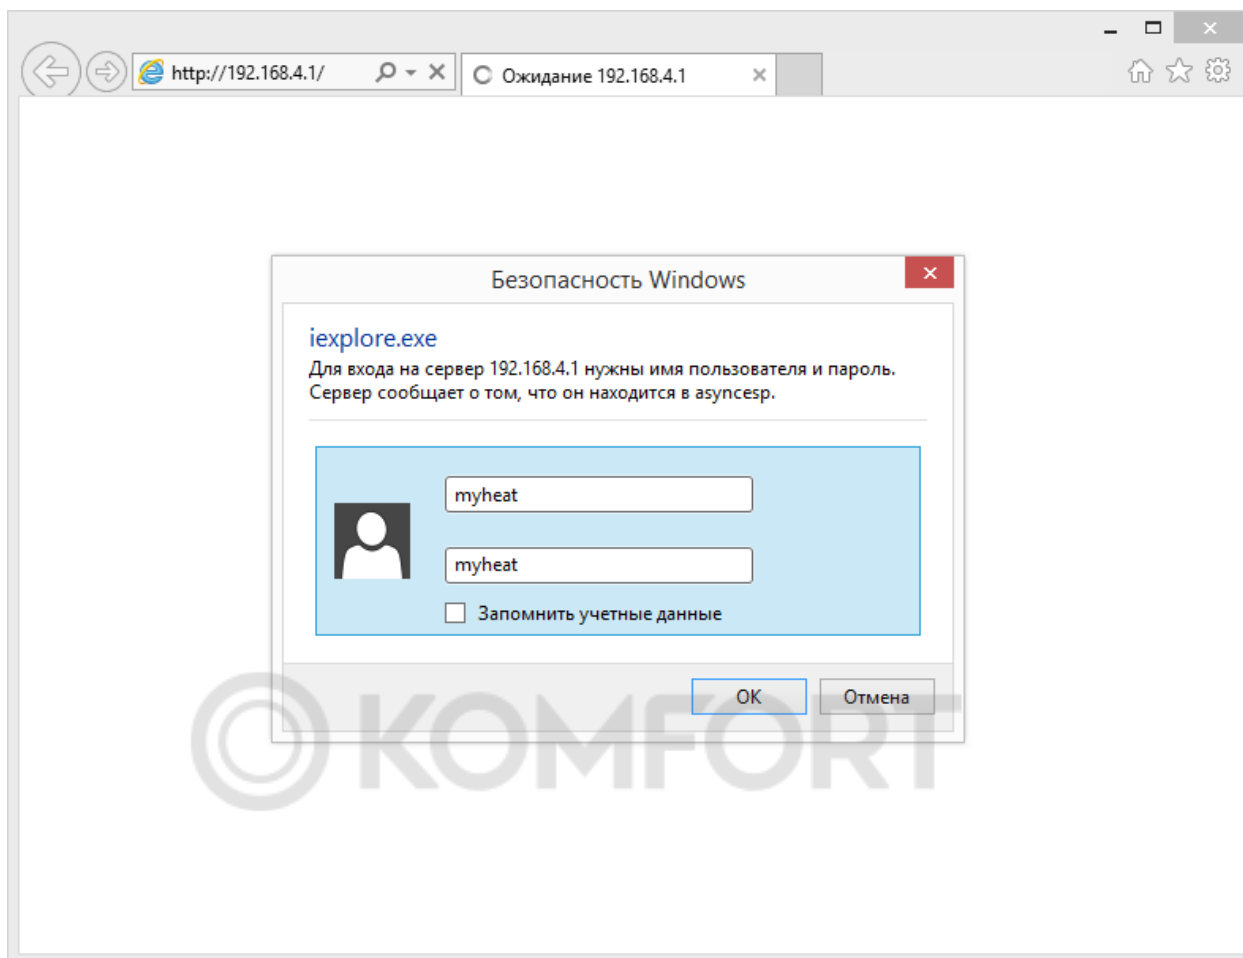 http://192.168.4.1/
Ожидание 192.168.4.1
Безопасность Windows
iexplore.exe
Для входа на сервер 192.168.4.1 нужны имя пользователя и пароль.
Сервер сообщает о том, что он находится в asyncesp.
myheat
myheat
Запомнить учетные данные
ОК
Отмена
KOMFORT